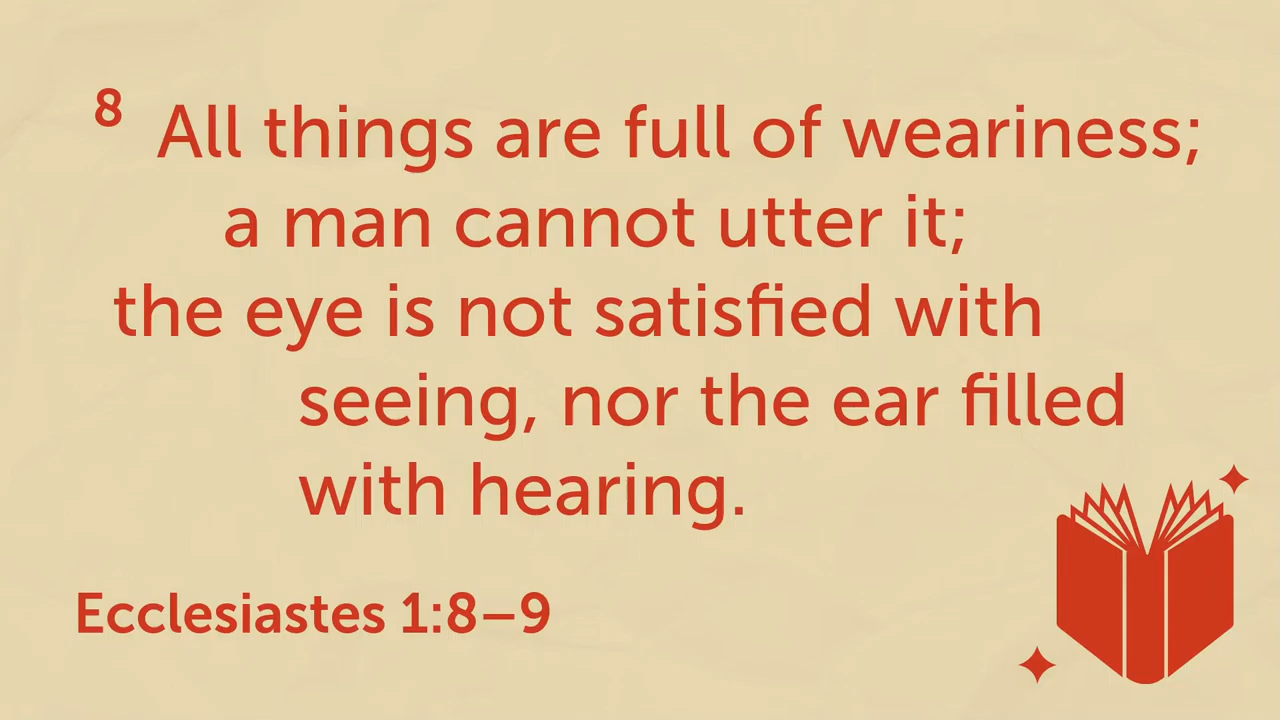 8 All things are full of weariness;
a man cannot utter it;
the eye is not satisfied with
seeing, nor the ear filled
with hearing.
Ecclesiastes 1:8–9